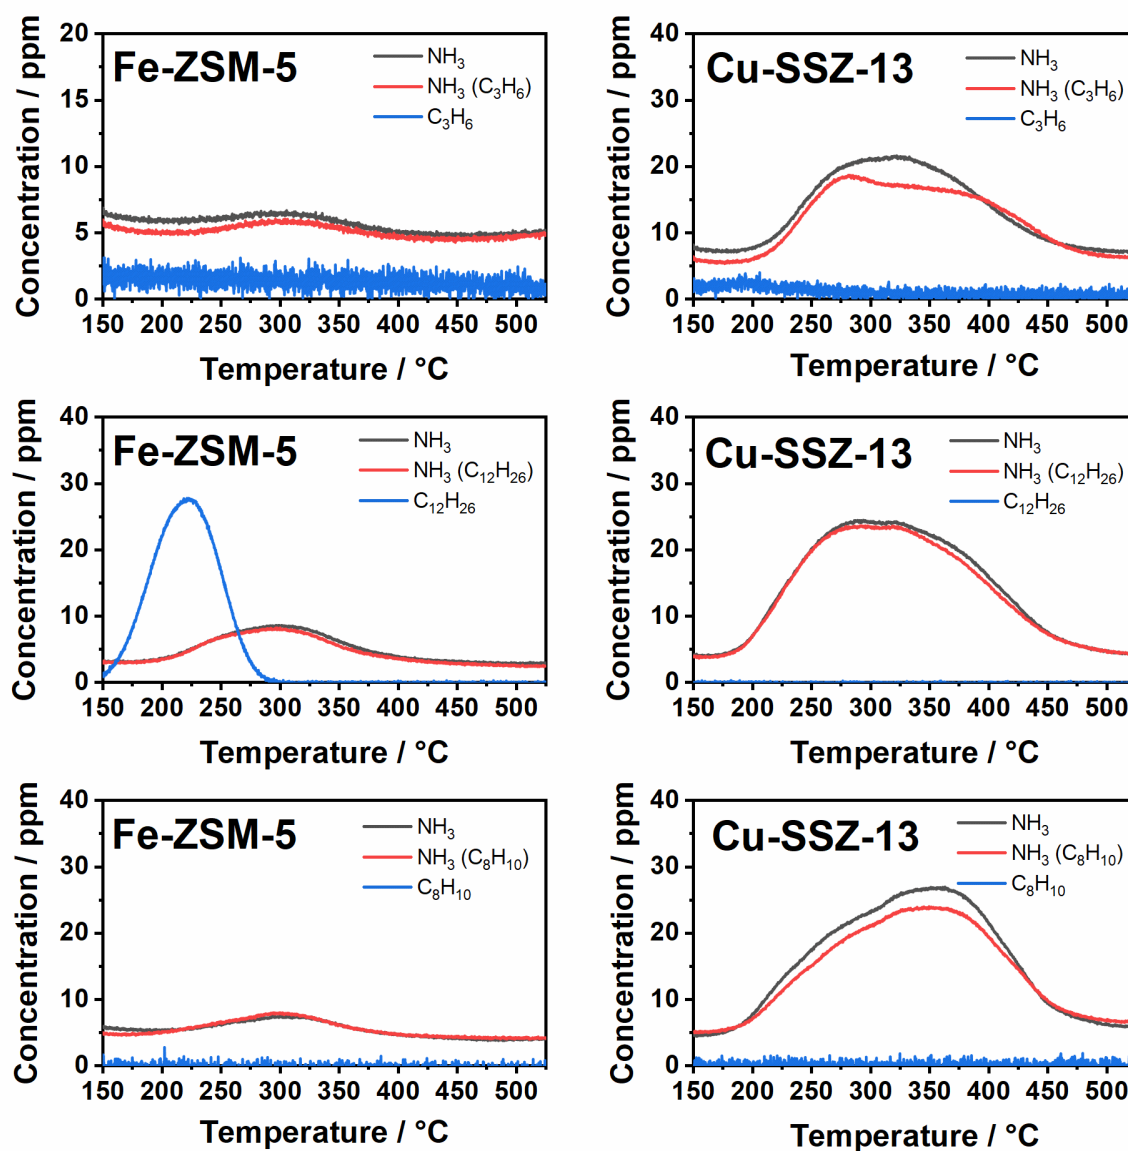 Concentration / ppm
20
15
10
5
0
Fe-ZSM-5
NH₃
NH₃ (C₃H₆)
C₃H₆
150 200 250 300 350 400 450 500
Temperature / °C
Concentration / ppm
40
30
20
10
0
Cu-SSZ-13
NH₃
NH₃ (C₃H₆)
C₃H₆
150 200 250 300 350 400 450 500
Temperature / °C
Concentration / ppm
40
30
20
10
0
Fe-ZSM-5
NH₃
NH₃ (C₁₂H₂₆)
C₁₂H₂₆
150 200 250 300 350 400 450 500
Temperature / °C
Concentration / ppm
40
30
20
10
0
Cu-SSZ-13
NH₃
NH₃ (C₁₂H₂₆)
C₁₂H₂₆
150 200 250 300 350 400 450 500
Temperature / °C
Concentration / ppm
40
30
20
10
0
Fe-ZSM-5
NH₃
NH₃ (C₈H₁₀)
C₈H₁₀
150 200 250 300 350 400 450 500
Temperature / °C
Concentration / ppm
40
30
20
10
0
Cu-SSZ-13
NH₃
NH₃ (C₈H₁₀)
C₈H₁₀
150 200 250 300 350 400 450 500
Temperature / °C